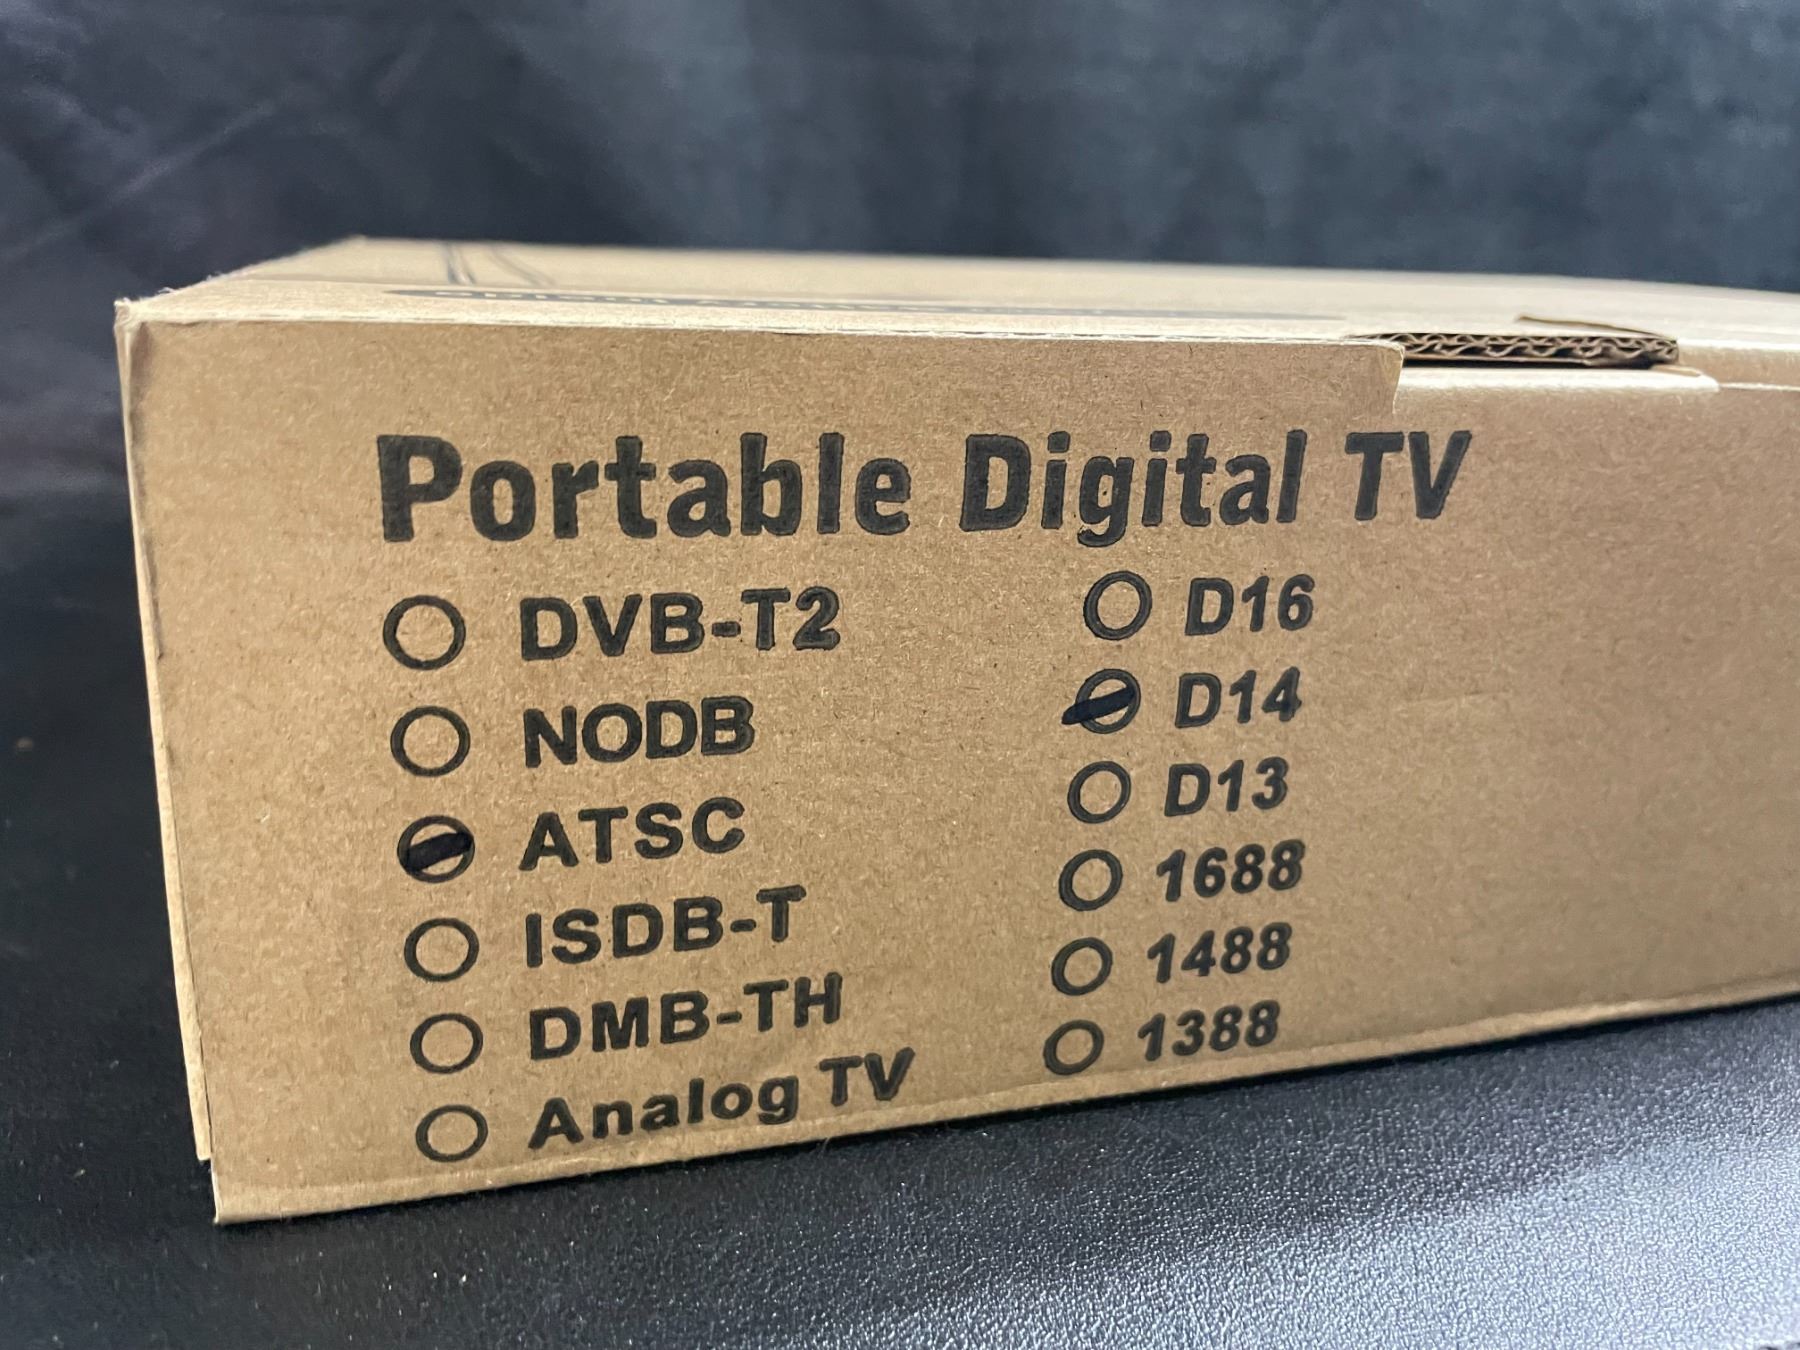 Portable Digital TV
DVB-T2
NODB
ATSC
ISDB-T
DMB-TH
Analog TV
D16
D14
D13
1688
1488
1388